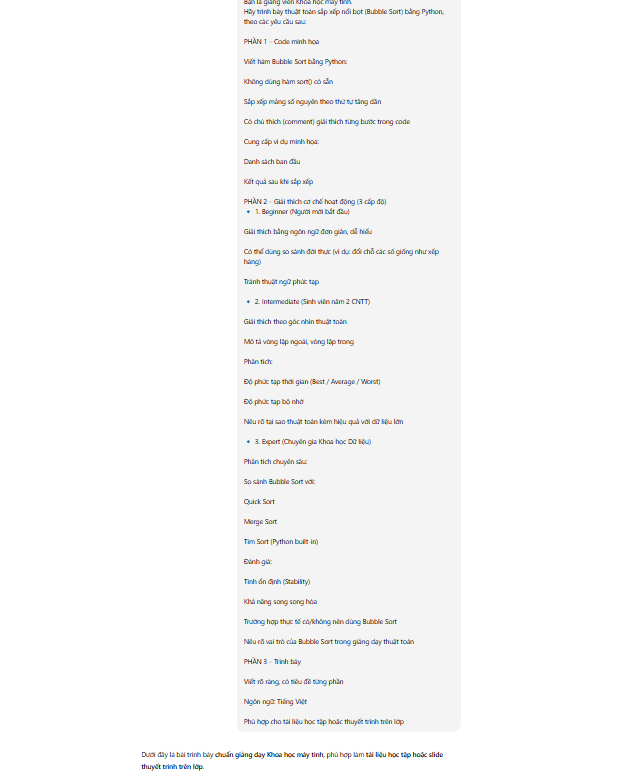 Bạn là giảng viên Khoa học máy tính.
Hãy trình bày thuật toán sắp xếp nổi bọt (Bubble Sort) bằng Python,
theo các yêu cầu sau:
PHẦN 1 – Code minh họa
Viết hàm Bubble Sort bằng Python:
Không dùng hàm sort() có sẵn
Sắp xếp mảng số nguyên theo thứ tự tăng dần
Có chú thích (comment) giải thích từng bước trong code
Cung cấp ví dụ minh họa:
Danh sách ban đầu
Kết quả sau khi sắp xếp
PHẦN 2 – Giải thích cơ chế hoạt động (3 cấp độ)
• 1. Beginner (Người mới bắt đầu)
Giải thích bằng ngôn ngữ đơn giản, dễ hiểu
Có thể dùng so sánh đời thực (ví dụ: đổi chỗ các số giống như xếp
hàng)
Tránh thuật ngữ phức tạp
• 2. Intermediate (Sinh viên năm 2 CNTT)
Giải thích theo góc nhìn thuật toán
Mô tả vòng lặp ngoài, vòng lặp trong
Phân tích:
Độ phức tạp thời gian (Best / Average / Worst)
Độ phức tạp bộ nhớ
Nêu rõ tại sao thuật toán kém hiệu quả với dữ liệu lớn
• 3. Expert (Chuyên gia Khoa học Dữ liệu)
Phân tích chuyên sâu:
So sánh Bubble Sort với:
Quick Sort
Merge Sort
Tim Sort (Python built-in)
Đánh giá:
Tính ổn định (Stability)
Khả năng song song hóa
Trường hợp thực tế có/không nên dùng Bubble Sort
Nêu rõ vai trò của Bubble Sort trong giảng dạy thuật toán
PHẦN 3 – Trình bày
Viết rõ ràng, có tiêu đề từng phần
Ngôn ngữ: Tiếng Việt
Phù hợp cho tài liệu học tập hoặc thuyết trình trên lớp
Dưới đây là bài trình bày chuẩn giảng dạy Khoa học máy tính, phù hợp làm tài liệu học tập hoặc slide
thuyết trình trên lớp.